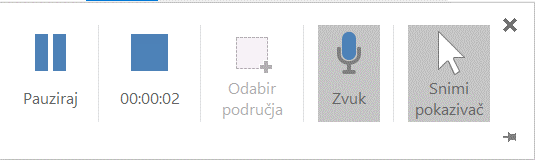 Pauziraj
00:00:02
Odabir
područja
Zvuk
Snimi
pokazivač